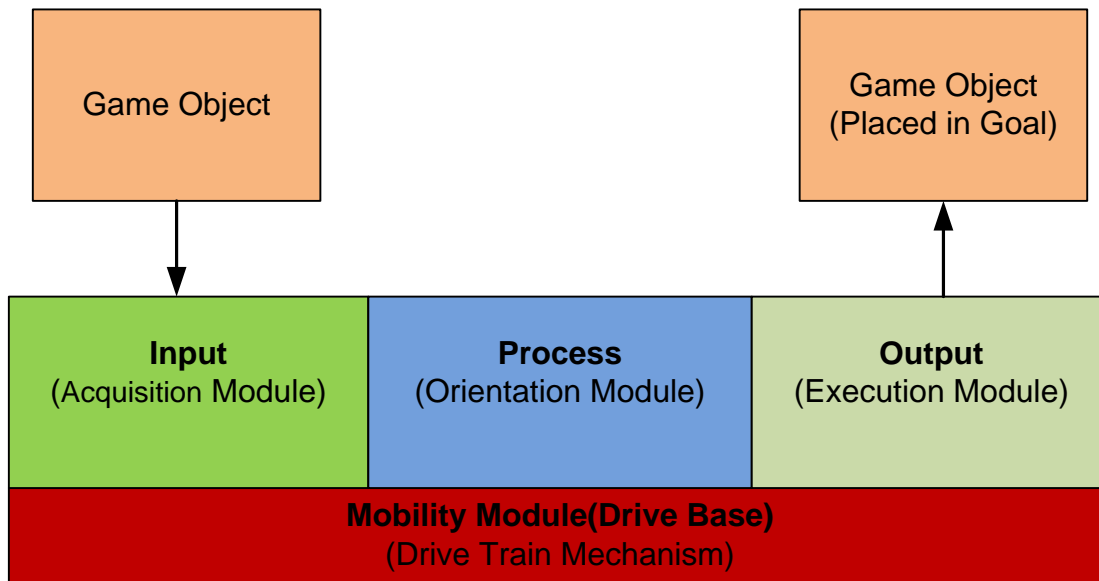 Game Object
Game Object
(Placed in Goal)
Input
(Acquisition Module)
Process
(Orientation Module)
Output
(Execution Module)
Mobility Module(Drive Base)
(Drive Train Mechanism)